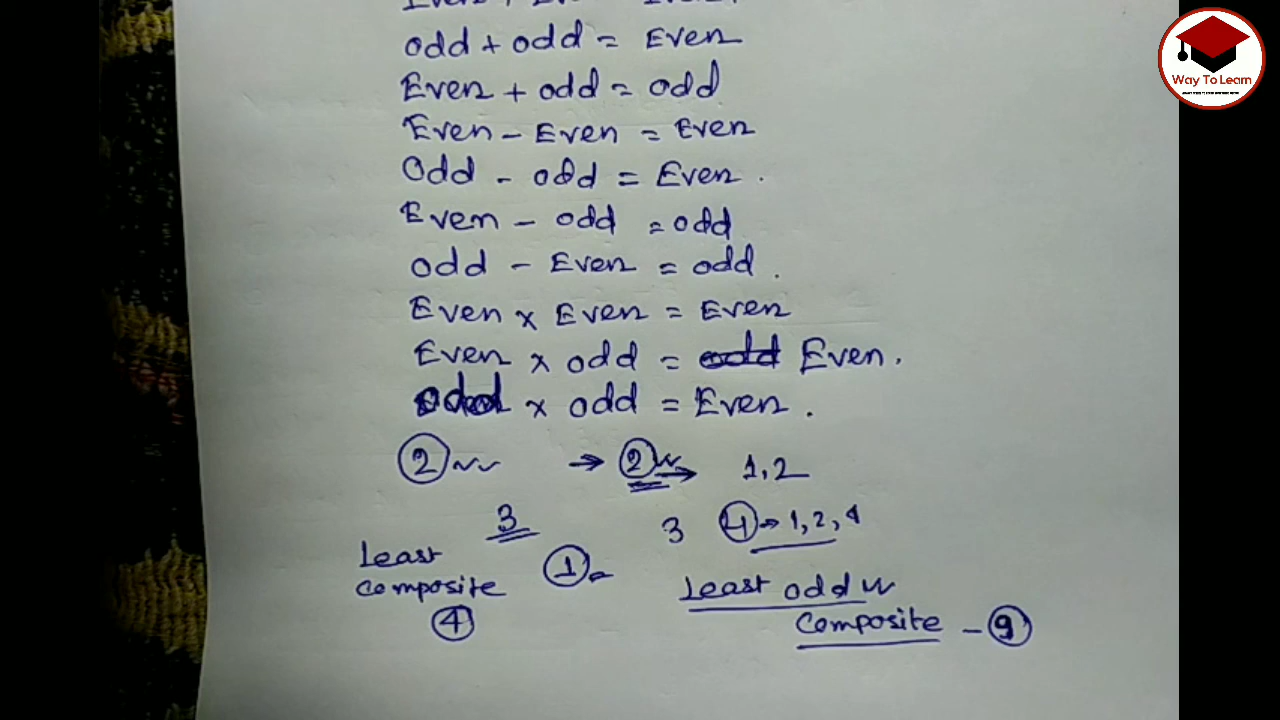 odd + odd = Even
Even + odd = odd
Even - Even = Even
Odd - odd = Even .
Even - odd = odd
odd - Even = odd .
Even x Even = Even
Even x odd = odd Even .
odd x odd = Even .
2 → 2 → 1,2
3 3 4 → 1, 2, 4
Least
composite
4
1
Least odd
composite - 9
Way To Learn